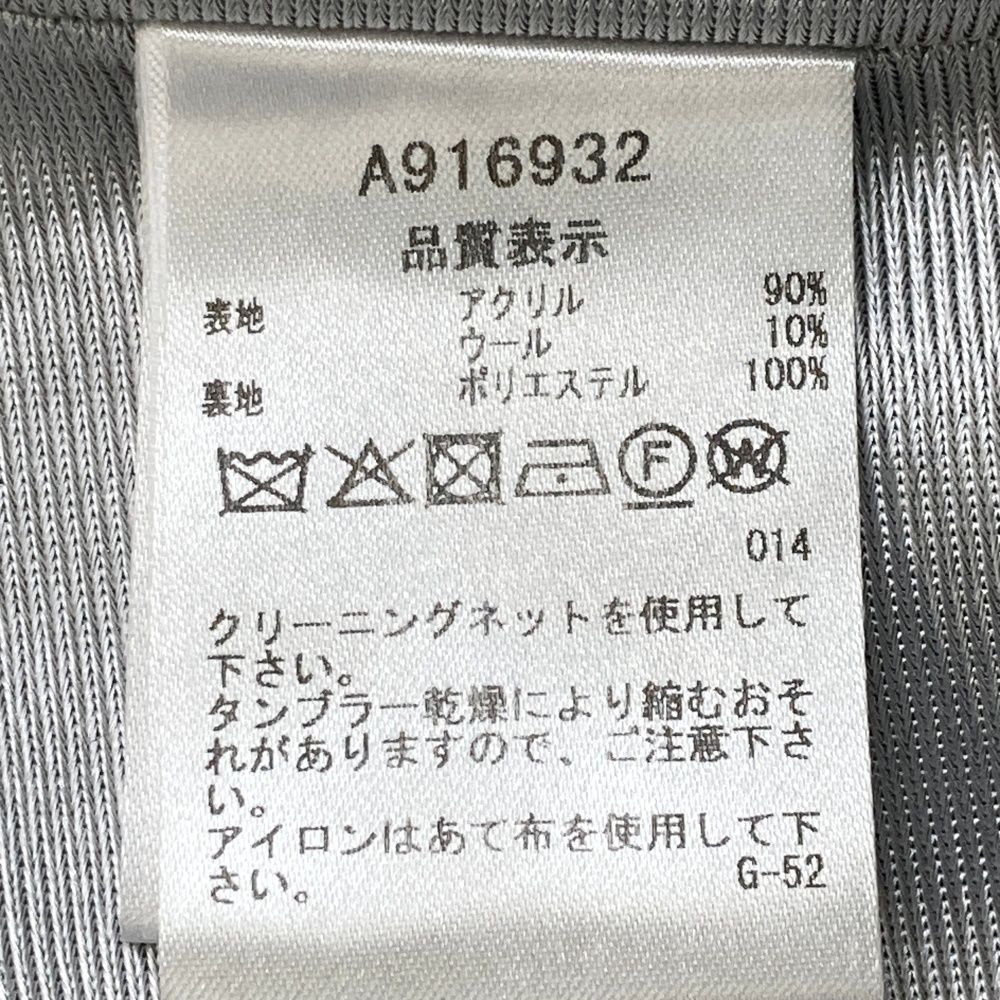 A916932
品質表示
表地 アクリル 90%
ウール 10%
裏地 ポリエステル 100%
F W
014
クリーニングネットを使用して
下さい。
タンブラー乾燥により縮むおそ
れがありますので、ご注意下さ
い。
アイロンはあて布を使用して下
さい。 G-52